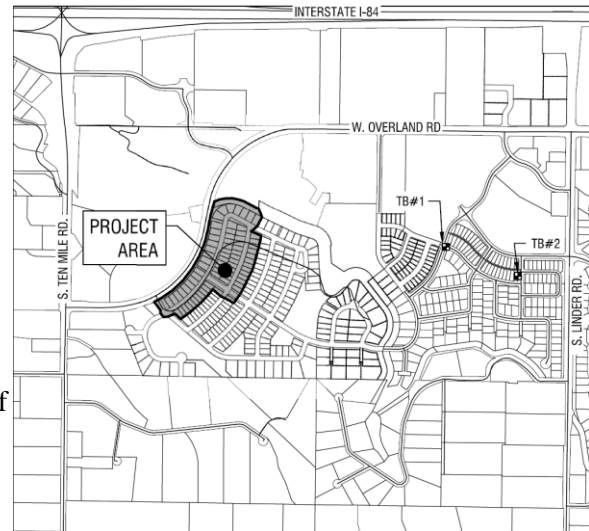 INTERSTATE I-84
W. OVERLAND RD
TB#1
PROJECT
AREA
TB#2
S. TEN MILE RD.
S. LINDER RD.
f